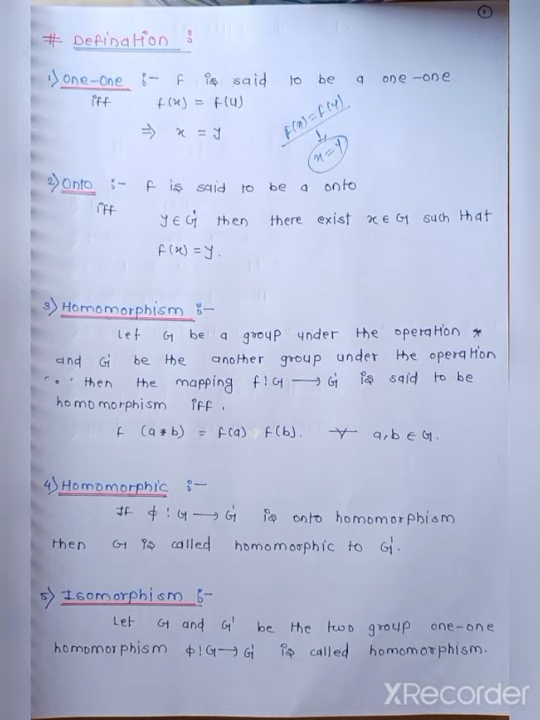 1
# Defination :
1) One-One :- F is said to be a one-one
iff f(x) = f(y)
⇒ x = y
f(x) = f(y)
↓
x = y
2) Onto :- F is said to be a onto
iff y ∈ G' then there exist x ∈ G such that
f(x) = y.
3) Homomorphism :-
Let G be a group under the operation *
and G' be the another group under the operation
'•' then the mapping f : G → G' is said to be
homomorphism iff.
f (a * b) = f(a) f(b). ∀ a, b ∈ G.
4) Homomorphic :-
If ϕ : G → G' is onto homomorphism
then G is called homomorphic to G'.
5) Isomorphism :-
Let G and G' be the two group one-one
homomorphism ϕ : G → G' is called homomorphism.
XRecorder